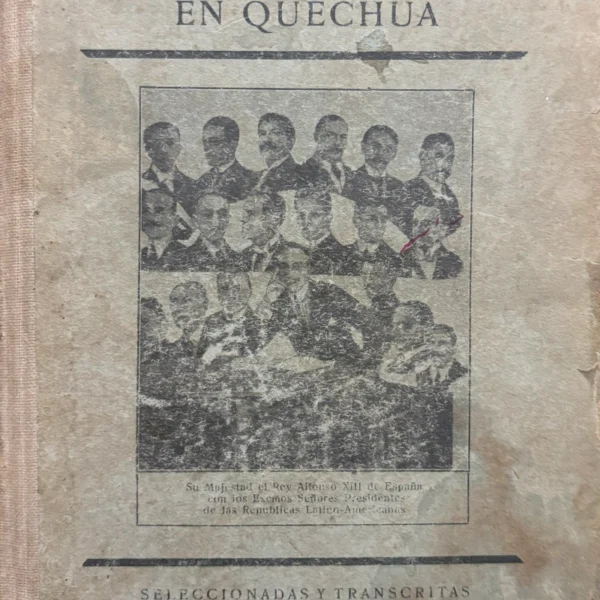 EN QUECHUA
Su Majestad el Rey Alfonso XIII de España
con los Excmos Señores Presidentes
de las Republicas Latino-Americanas
SELECCIONADAS Y TRANSCRITAS